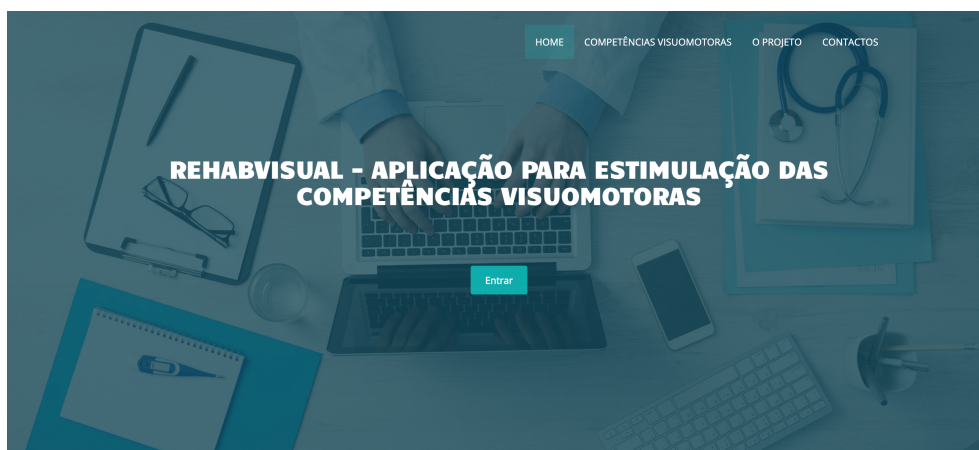 HOME COMPETÊNCIAS VISUOMOTORAS O PROJETO CONTACTOS
REHABVISUAL - APLICAÇÃO PARA ESTIMULAÇÃO DAS
COMPETÊNCIAS VISUOMOTORAS
Entrar